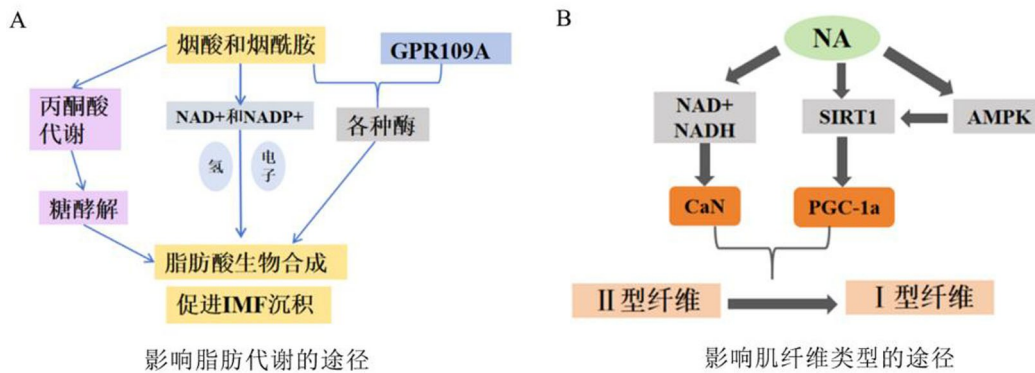 A
烟酸和烟酰胺
GPR109A
丙酮酸
代谢
NAD+和NADP+
各种酶
氢
电
子
糖酵解
脂肪酸生物合成
促进IMF沉积
影响脂肪代谢的途径
B
NA
NAD+
NADH
SIRT1
AMPK
CaN
PGC-1a
Ⅱ型纤维
Ⅰ型纤维
影响肌纤维类型的途径